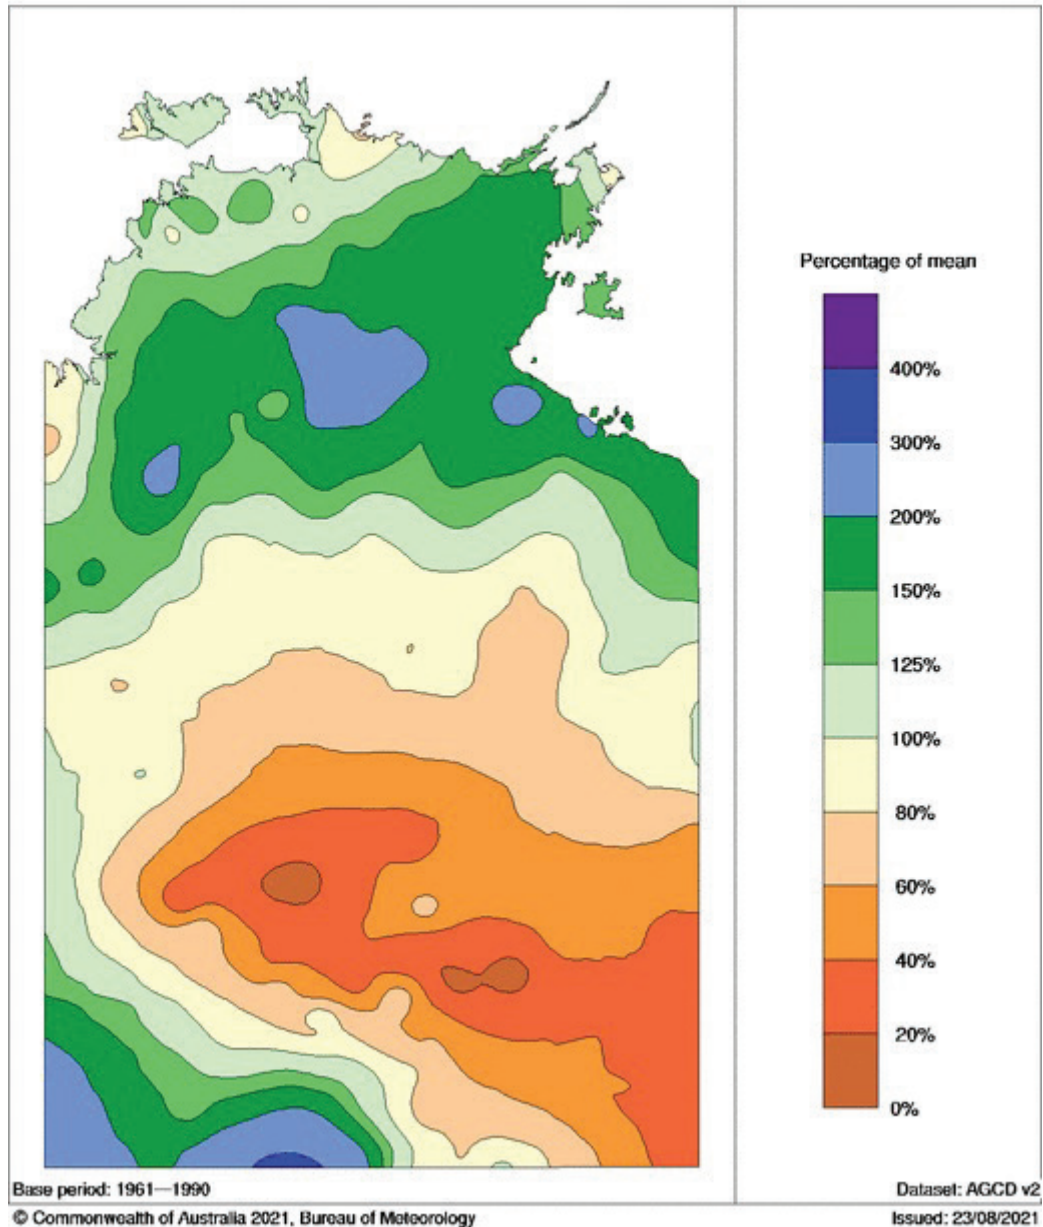 Percentage of mean
400%
300%
200%
150%
125%
100%
80%
60%
40%
20%
0%
Base period: 1961—1990
Dataset: AGCD v2
© Commonwealth of Australia 2021, Bureau of Meteorology
Issued: 23/08/2021